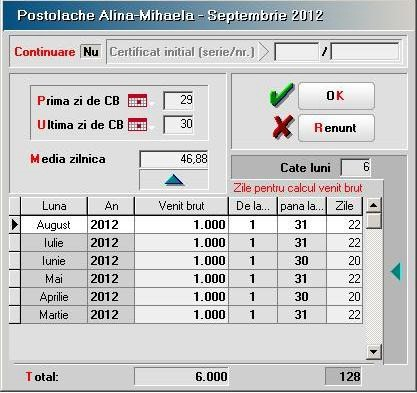 Postolache Alina-Mihaela - Septembrie 2012
Continuare Nu Certificat initial (serie/nr.) /
Prima zi de CB 29
Ultima zi de CB 30
Media zilnica 46,88
OK
Renunt
Cate luni 6
Zile pentru calcul venit brut
Luna An Venit brut De la... pana la... Zile
August 2012 1.000 1 31 22
Iulie 2012 1.000 1 31 22
Iunie 2012 1.000 1 30 20
Mai 2012 1.000 1 31 22
Aprilie 2012 1.000 1 30 20
Martie 2012 1.000 1 31 22
Total: 6.000 128